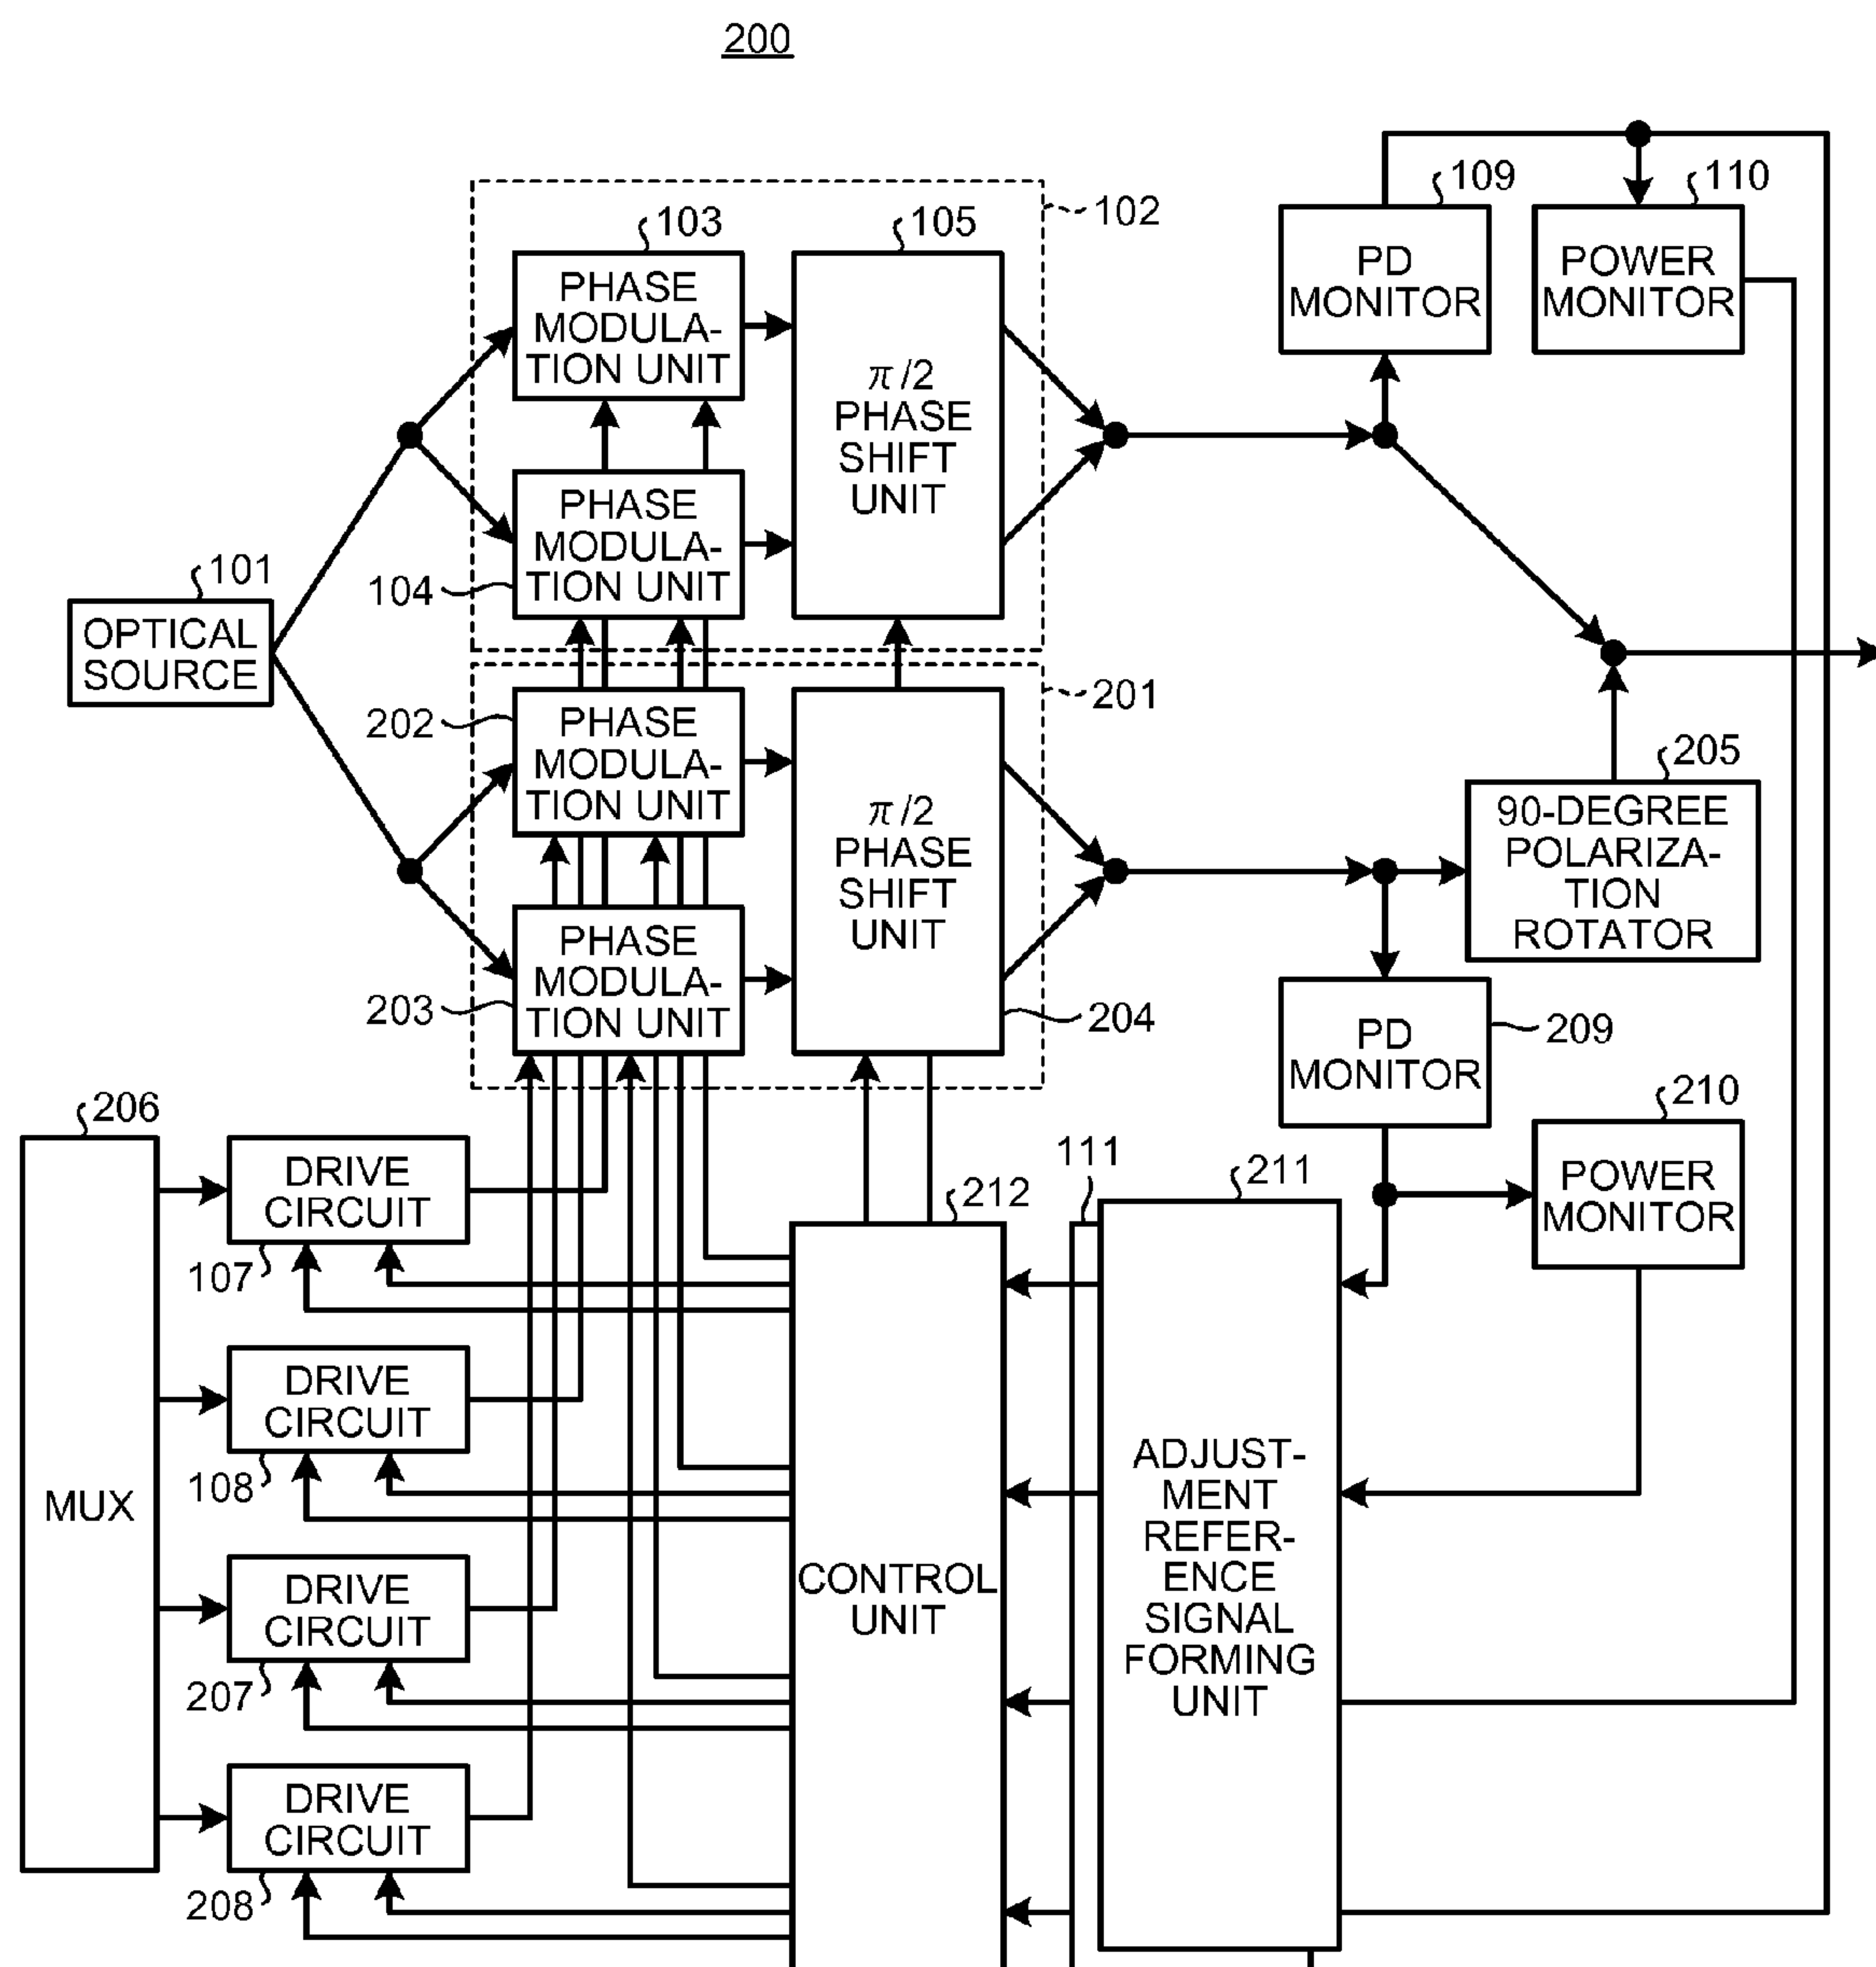 200
109
110
102
103
105
PD
MONITOR
POWER
MONITOR
PHASE
MODULA-
TION UNIT
π/2
PHASE
SHIFT
UNIT
PHASE
MODULA-
TION UNIT
104
101
OPTICAL
SOURCE
201
202
PHASE
MODULA-
TION UNIT
205
π/2
PHASE
SHIFT
UNIT
90-DEGREE
POLARIZA-
TION
ROTATOR
PHASE
MODULA-
TION UNIT
203
204
PD
MONITOR
209
206
210
111
211
212
DRIVE
CIRCUIT
107
POWER
MONITOR
DRIVE
CIRCUIT
108
MUX
ADJUST-
MENT
REFER-
ENCE
SIGNAL
FORMING
UNIT
CONTROL
UNIT
DRIVE
CIRCUIT
207
DRIVE
CIRCUIT
208